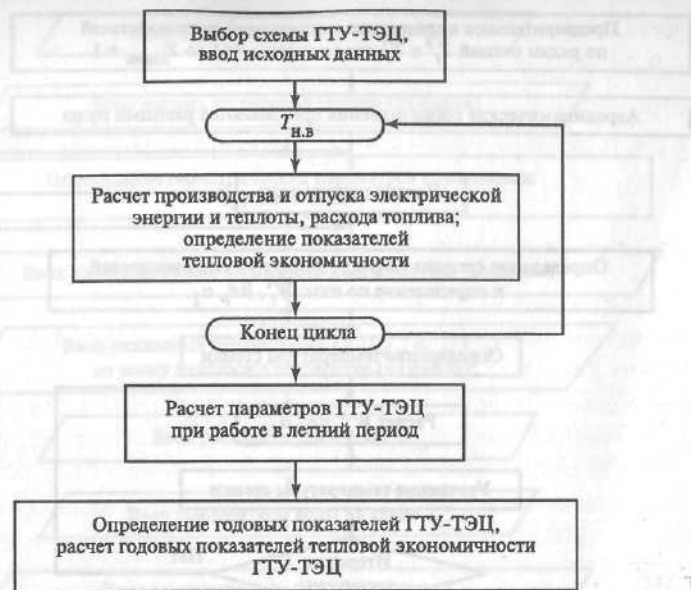 Выбор схемы ГТУ-ТЭЦ,
ввод исходных данных
Tн.в
Расчет производства и отпуска электрической
энергии и теплоты, расхода топлива;
определение показателей
тепловой экономичности
Конец цикла
Расчет параметров ГТУ-ТЭЦ
при работе в летний период
Определение годовых показателей ГТУ-ТЭЦ,
расчет годовых показателей тепловой экономичности
ГТУ-ТЭЦ